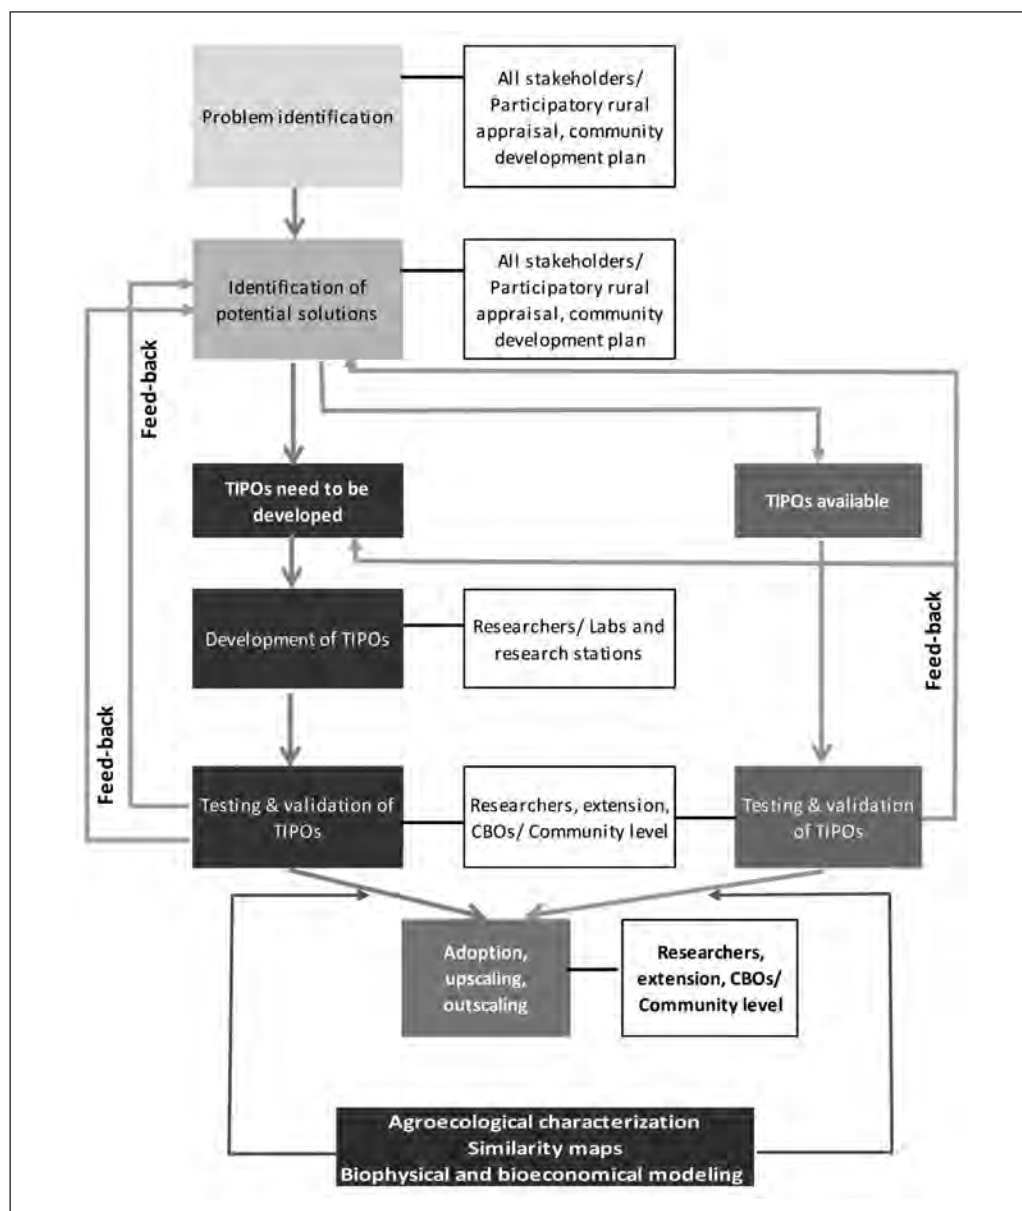 Problem identification
All stakeholders/
Participatory rural
appraisal, community
development plan
Identification of
potential solutions
All stakeholders/
Participatory rural
appraisal, community
development plan
Feed-back
TIPOs need to be
developed
TIPOs available
Development of TIPOs
Researchers/ Labs and
research stations
Feed-back
Feed-back
Testing & validation of
TIPOs
Researchers, extension,
CBOs/ Community level
Testing & validation
of TIPOs
Adoption,
upscaling,
outscaling
Researchers,
extension, CBOs/
Community level
Agroecological characterization
Similarity maps
Biophysical and bioeconomical modeling